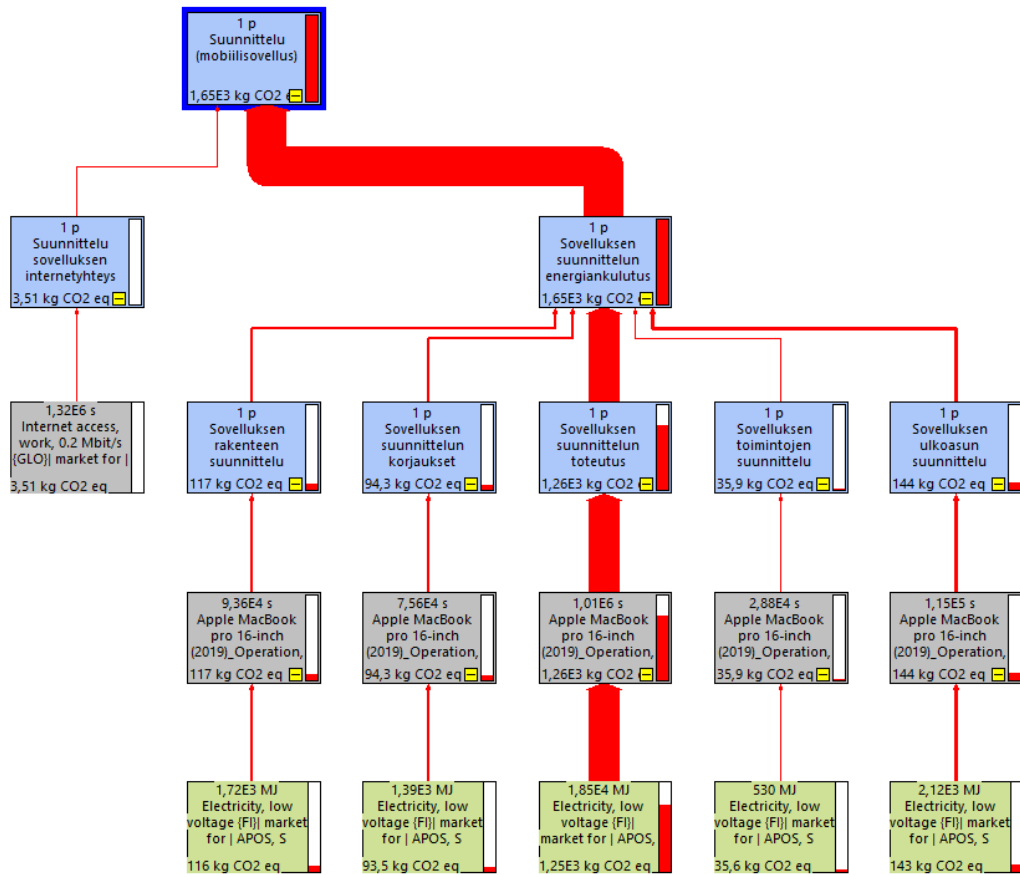 1 p
Suunnittelu
(mobiilisovellus)
1,65E3 kg CO2 e
1 p
Suunnittelu
sovelluksen
internetyhteys
3,51 kg CO2 eq
1 p
Sovelluksen
suunnittelun
energiankulutus
1,65E3 kg CO2
1,32E6 s
Internet access,
work, 0.2 Mbit/s
{GLO}| market for |
3,51 kg CO2 eq
1 p
Sovelluksen
rakenteen
suunnittelu
117 kg CO2 eq
1 p
Sovelluksen
suunnittelun
korjaukset
94,3 kg CO2 eq
1 p
Sovelluksen
suunnittelun
toteutus
1,26E3 kg CO2
1 p
Sovelluksen
toimintojen
suunnittelu
35,9 kg CO2 eq
1 p
Sovelluksen
ulkoasun
suunnittelu
144 kg CO2 eq
9,36E4 s
Apple MacBook
pro 16-inch
(2019)_Operation,
117 kg CO2 eq
7,56E4 s
Apple MacBook
pro 16-inch
(2019)_Operation,
94,3 kg CO2 eq
1,01E6 s
Apple MacBook
pro 16-inch
(2019)_Operation,
1,26E3 kg CO2
2,88E4 s
Apple MacBook
pro 16-inch
(2019)_Operation,
35,9 kg CO2 eq
1,15E5 s
Apple MacBook
pro 16-inch
(2019)_Operation,
144 kg CO2 eq
1,72E3 MJ
Electricity, low
voltage {FI}| market
for | APOS, S
116 kg CO2 eq
1,39E3 MJ
Electricity, low
voltage {FI}| market
for | APOS, S
93,5 kg CO2 eq
1,85E4 MJ
Electricity, low
voltage {FI}|
market for | APOS,
1,25E3 kg CO2
530 MJ
Electricity, low
voltage {FI}| market
for | APOS, S
35,6 kg CO2 eq
2,12E3 MJ
Electricity, low
voltage {FI}| market
for | APOS, S
143 kg CO2 eq